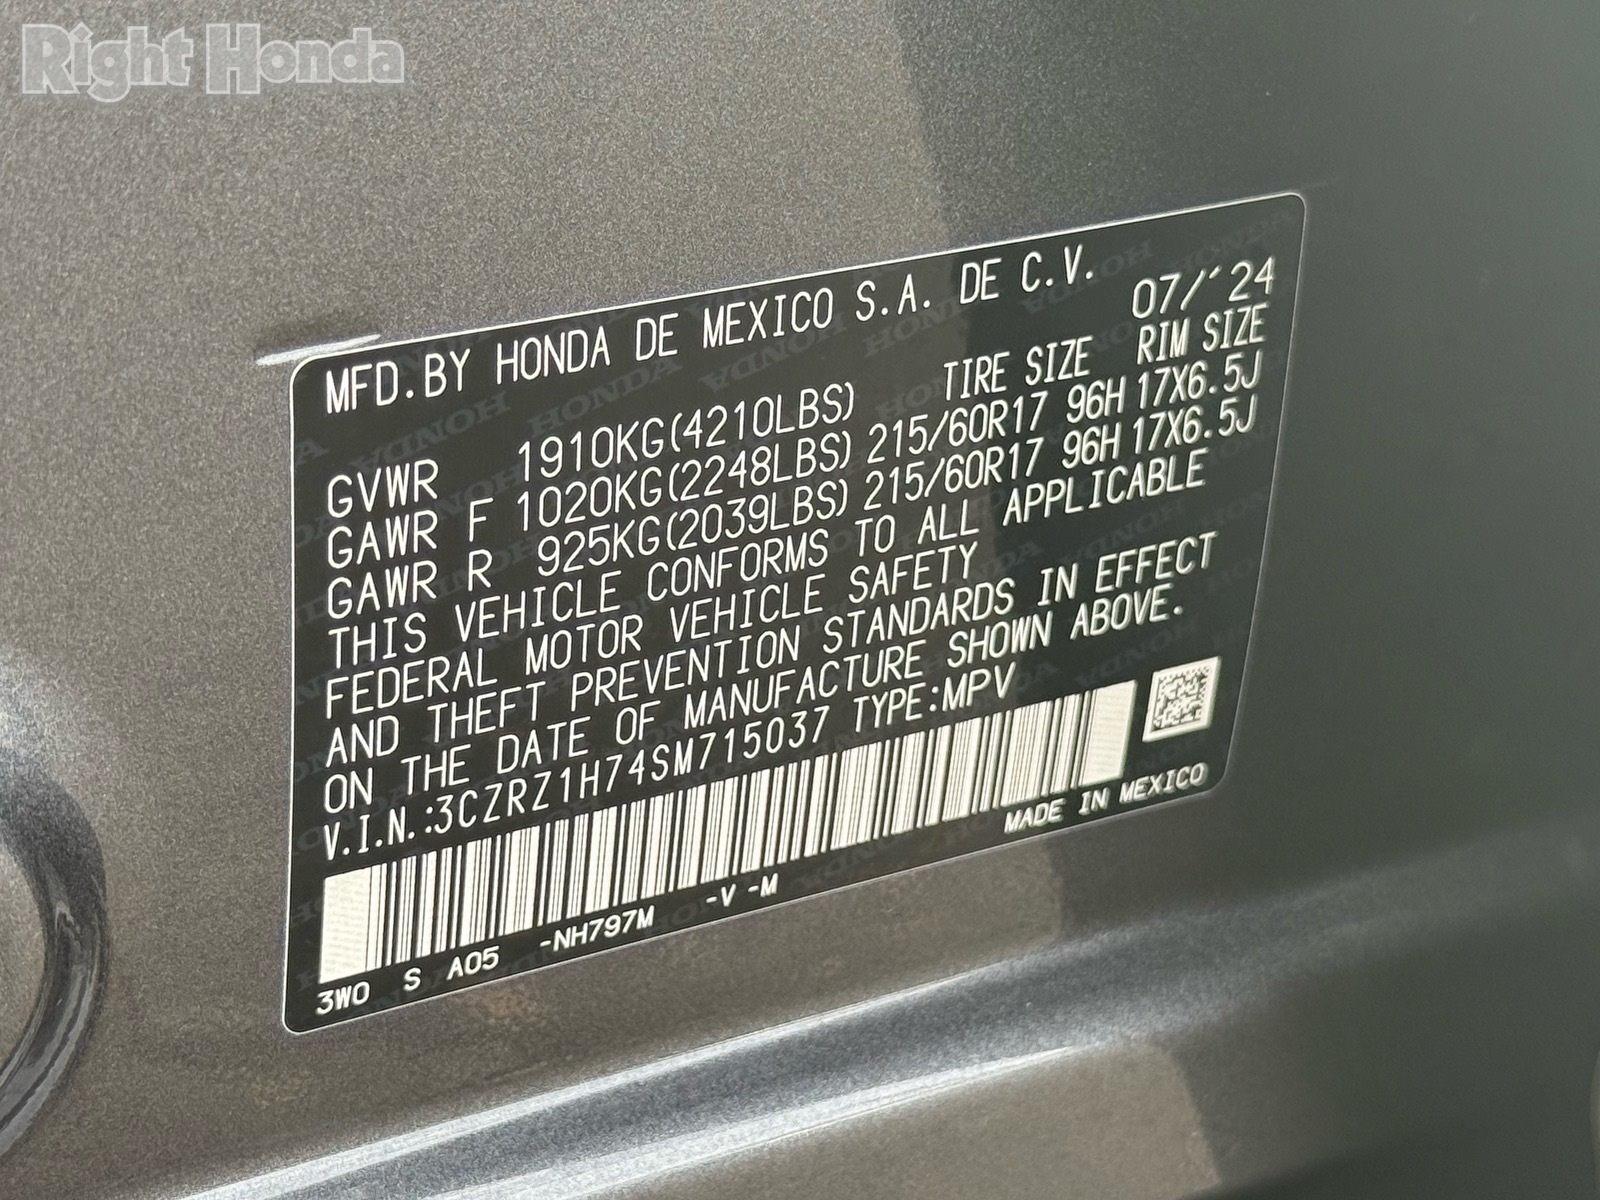 Right Honda
MFD.BY HONDA DE MEXICO S.A. DE C.V. 07/'24
TIRE SIZE RIM SIZE
GVWR 1910KG(4210LBS)
GAWR F 1020KG(2248LBS) 215/60R17 96H 17X6.5J
GAWR R 925KG(2039LBS) 215/60R17 96H 17X6.5J
THIS VEHICLE CONFORMS TO ALL APPLICABLE
FEDERAL MOTOR VEHICLE SAFETY
AND THEFT PREVENTION STANDARDS IN EFFECT
ON THE DATE OF MANUFACTURE SHOWN ABOVE.
V.I.N.:3CZRZ1H74SM715037 TYPE:MPV
MADE IN MEXICO
3W0 S A05 -NH797M -V -M